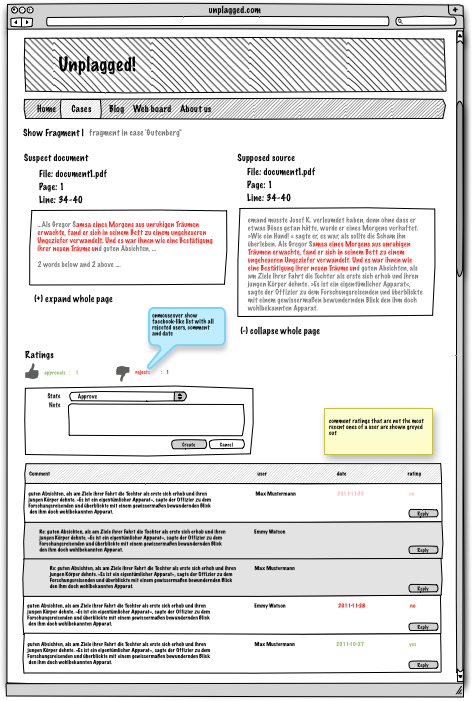 unplagged.com
Unplagged!
Home Cases Blog Web board About us
Show Fragment | fragment in case 'Gutenberg'
Suspect document
File: document1.pdf
Page: 1
Line: 34-40
...Als Gregor Samsa eines Morgens aus unruhigen Träumen
erwachte, fand er sich in seinem Bett zu einem ungeheueren
Ungeziefer verwandelt. Und es war ihnen wie eine Bestätigung
ihrer neuen Träume und guten Absichten, ...
2 words below and 2 above ....
(+) expand whole page
Supposed source
File: document1.pdf
Page: 1
Line: 34-40
emand musste Josef K. verleumdet haben, denn ohne dass er
etwas Böses getan hätte, wurde er eines Morgens verhaftet.
»Wie ein Hund!« sagte er, es war, als sollte die Scham ihn
überleben. Als Gregor Samsa eines Morgens aus unruhigen
Träumen erwachte, fand er sich in seinem Bett zu einem
ungeheueren Ungeziefer verwandelt. Und es war ihnen wie
eine Bestätigung ihrer neuen Träume und guten Absichten,
als am Ziele ihrer Fahrt die Tochter als erste sich erhob und
ihren jungen Körper dehnte. »Es ist ein eigentümlicher Apparat«,
sagte der Offizier zu dem Forschungsreisenden und überblickte
mit einem gewissermaßen bewundernden Blick den ihm doch
wohlbekannten Apparat.
(-) collapse whole page
onmouseover show
facebook-like list with all
rejected users, comment
and date
Ratings
approvals : 1
rejects : 1
State Approve
Note
Create Cancel
comment ratings that are not the most
recent ones of a user are shown greyed
out
Comment user date rating
guten Absichten, als am Ziele ihrer Fahrt die Tochter als erste sich erhob und ihren
jungen Körper dehnte. »Es ist ein eigentümlicher Apparat«, sagte der Offizier zu dem
Forschungsreisenden und überblickte mit einem gewissermaßen bewundernden Blick
den ihm doch wohlbekannten Apparat.
Max Mustermann
no
Reply
Re: guten Absichten, als am Ziele ihrer Fahrt die Tochter als erste sich erhob und ihren
jungen Körper dehnte. »Es ist ein eigentümlicher Apparat«, sagte der Offizier zu dem
Forschungsreisenden und überblickte mit einem gewissermaßen bewundernden Blick
den ihm doch wohlbekannten Apparat.
Emmy Watson
Reply
Re: guten Absichten, als am Ziele ihrer Fahrt die Tochter als erste sich erhob und ihren
jungen Körper dehnte. »Es ist ein eigentümlicher Apparat«, sagte der Offizier zu dem
Forschungsreisenden und überblickte mit einem gewissermaßen bewundernden Blick
den ihm doch wohlbekannten Apparat.
Max Mustermann
Reply
guten Absichten, als am Ziele ihrer Fahrt die Tochter als erste sich erhob und ihren
jungen Körper dehnte. »Es ist ein eigentümlicher Apparat«, sagte der Offizier zu dem
Forschungsreisenden und überblickte mit einem gewissermaßen bewundernden Blick
den ihm doch wohlbekannten Apparat.
Emmy Watson 2011-11-28 no
Reply
guten Absichten, als am Ziele ihrer Fahrt die Tochter als erste sich erhob und ihren
jungen Körper dehnte. »Es ist ein eigentümlicher Apparat«, sagte der Offizier zu dem
Forschungsreisenden und überblickte mit einem gewissermaßen bewundernden Blick
den ihm doch wohlbekannten Apparat.
Max Mustermann 2011-10-27 yes
Reply